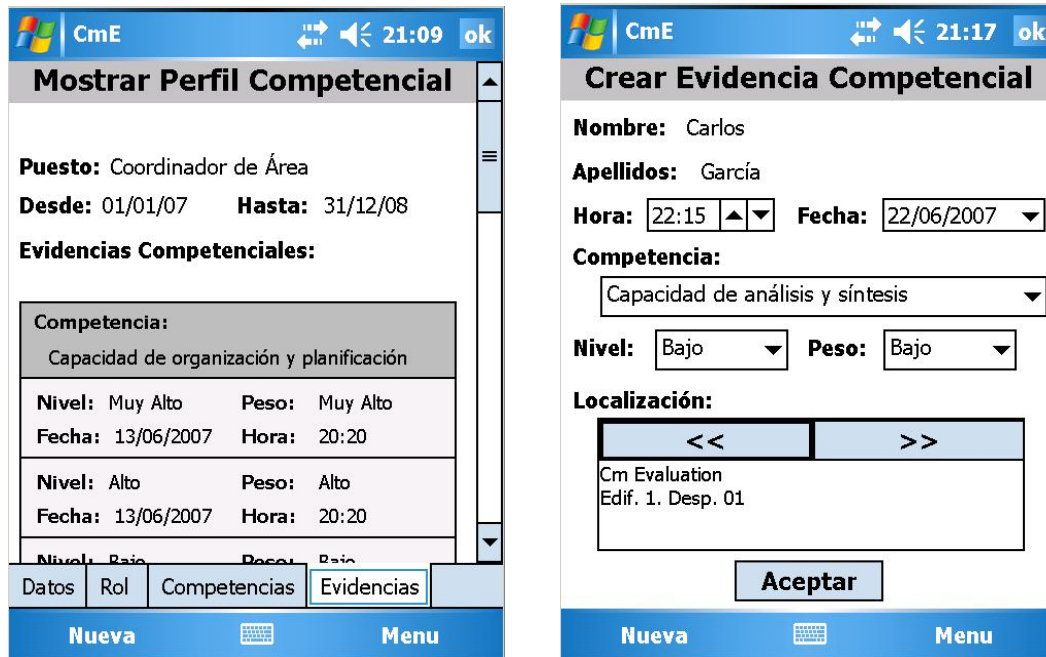 CmE 21:09 ok
Mostrar Perfil Competencial
Puesto: Coordinador de Área
Desde: 01/01/07 Hasta: 31/12/08
Evidencias Competenciales:
Competencia:
Capacidad de organización y planificación
Nivel: Muy Alto Peso: Muy Alto
Fecha: 13/06/2007 Hora: 20:20
Nivel: Alto Peso: Alto
Fecha: 13/06/2007 Hora: 20:20
Nivel: Bajo Peso: Bajo
Datos Rol Competencias Evidencias
Nueva Menu
CmE 21:17 ok
Crear Evidencia Competencial
Nombre: Carlos
Apellidos: García
Hora: 22:15 Fecha: 22/06/2007
Competencia:
Capacidad de análisis y síntesis
Nivel: Bajo Peso: Bajo
Localización:
<< >>
Cm Evaluation
Edif. 1. Desp. 01
Aceptar
Nueva Menu